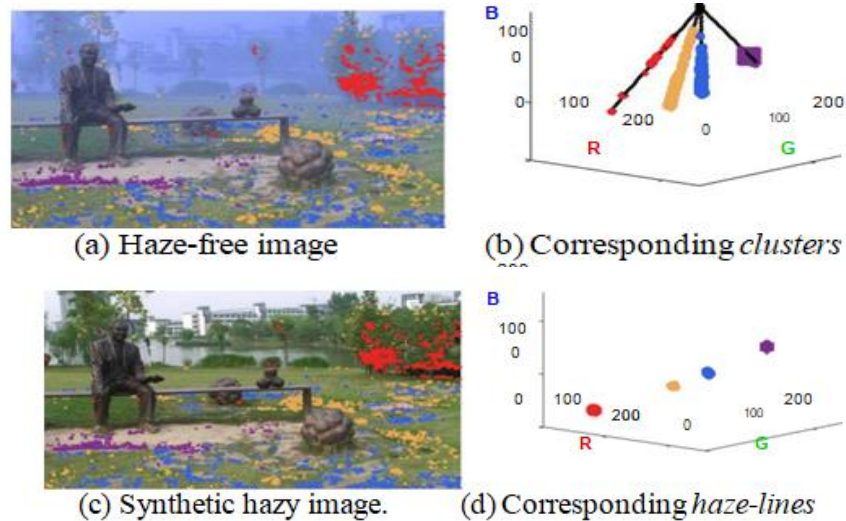 B
100
0
0
100
200
0
100
200
R
G
(a) Haze-free image
(b) Corresponding clusters
B
100
0
0
100
200
0
100
200
R
G
(c) Synthetic hazy image.
(d) Corresponding haze-lines